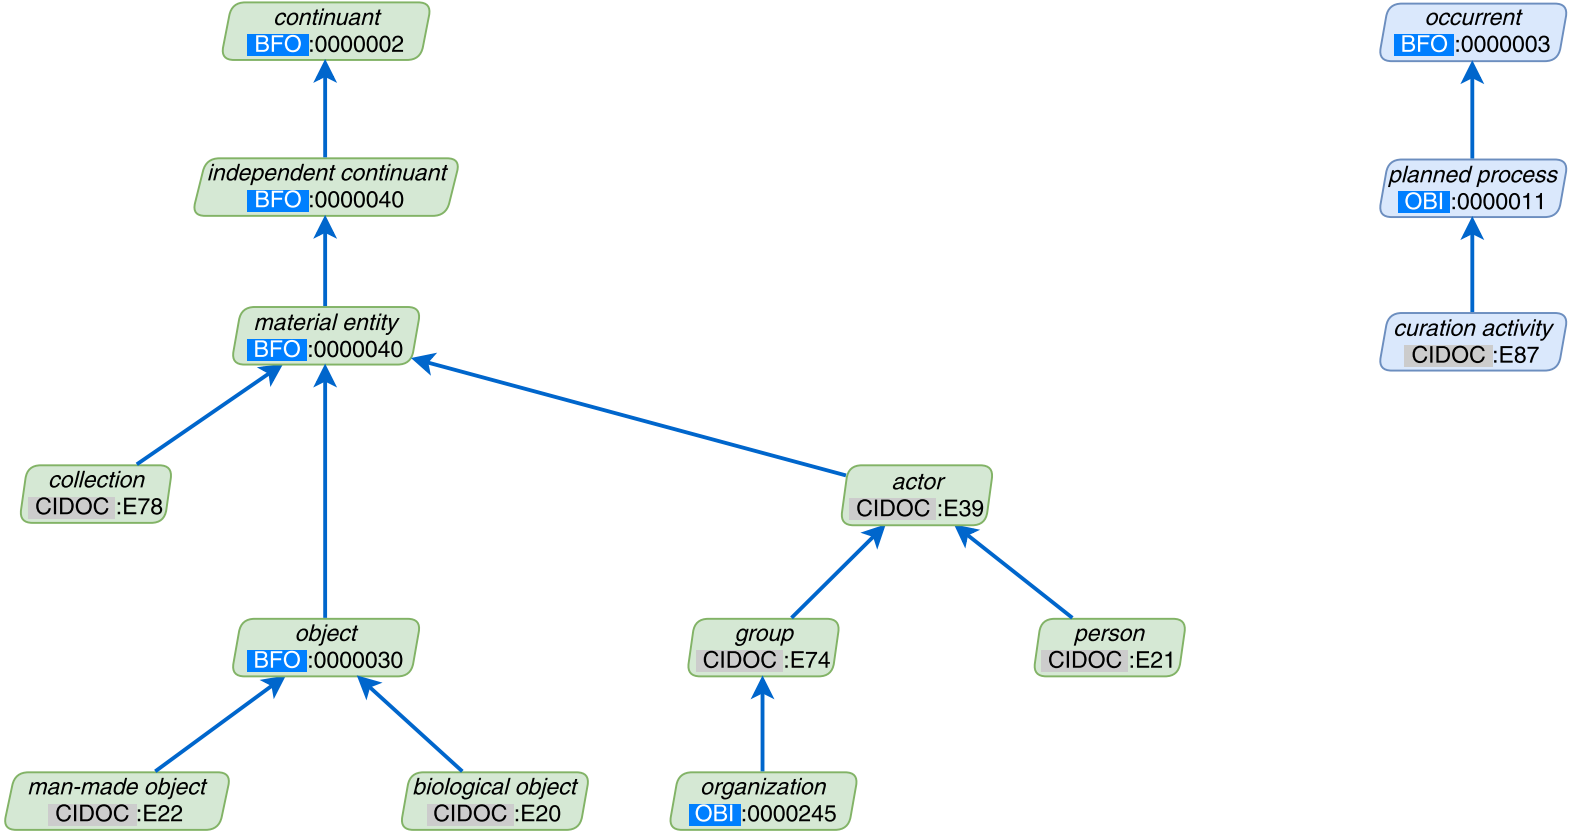 continuant
BFO :0000002
occurrent
BFO :0000003
independent continuant
BFO :0000040
planned process
OBI :0000011
material entity
BFO :0000040
curation activity
CIDOC :E87
collection
CIDOC :E78
actor
CIDOC :E39
object
BFO :0000030
group
CIDOC :E74
person
CIDOC :E21
man-made object
CIDOC :E22
biological object
CIDOC :E20
organization
OBI :0000245